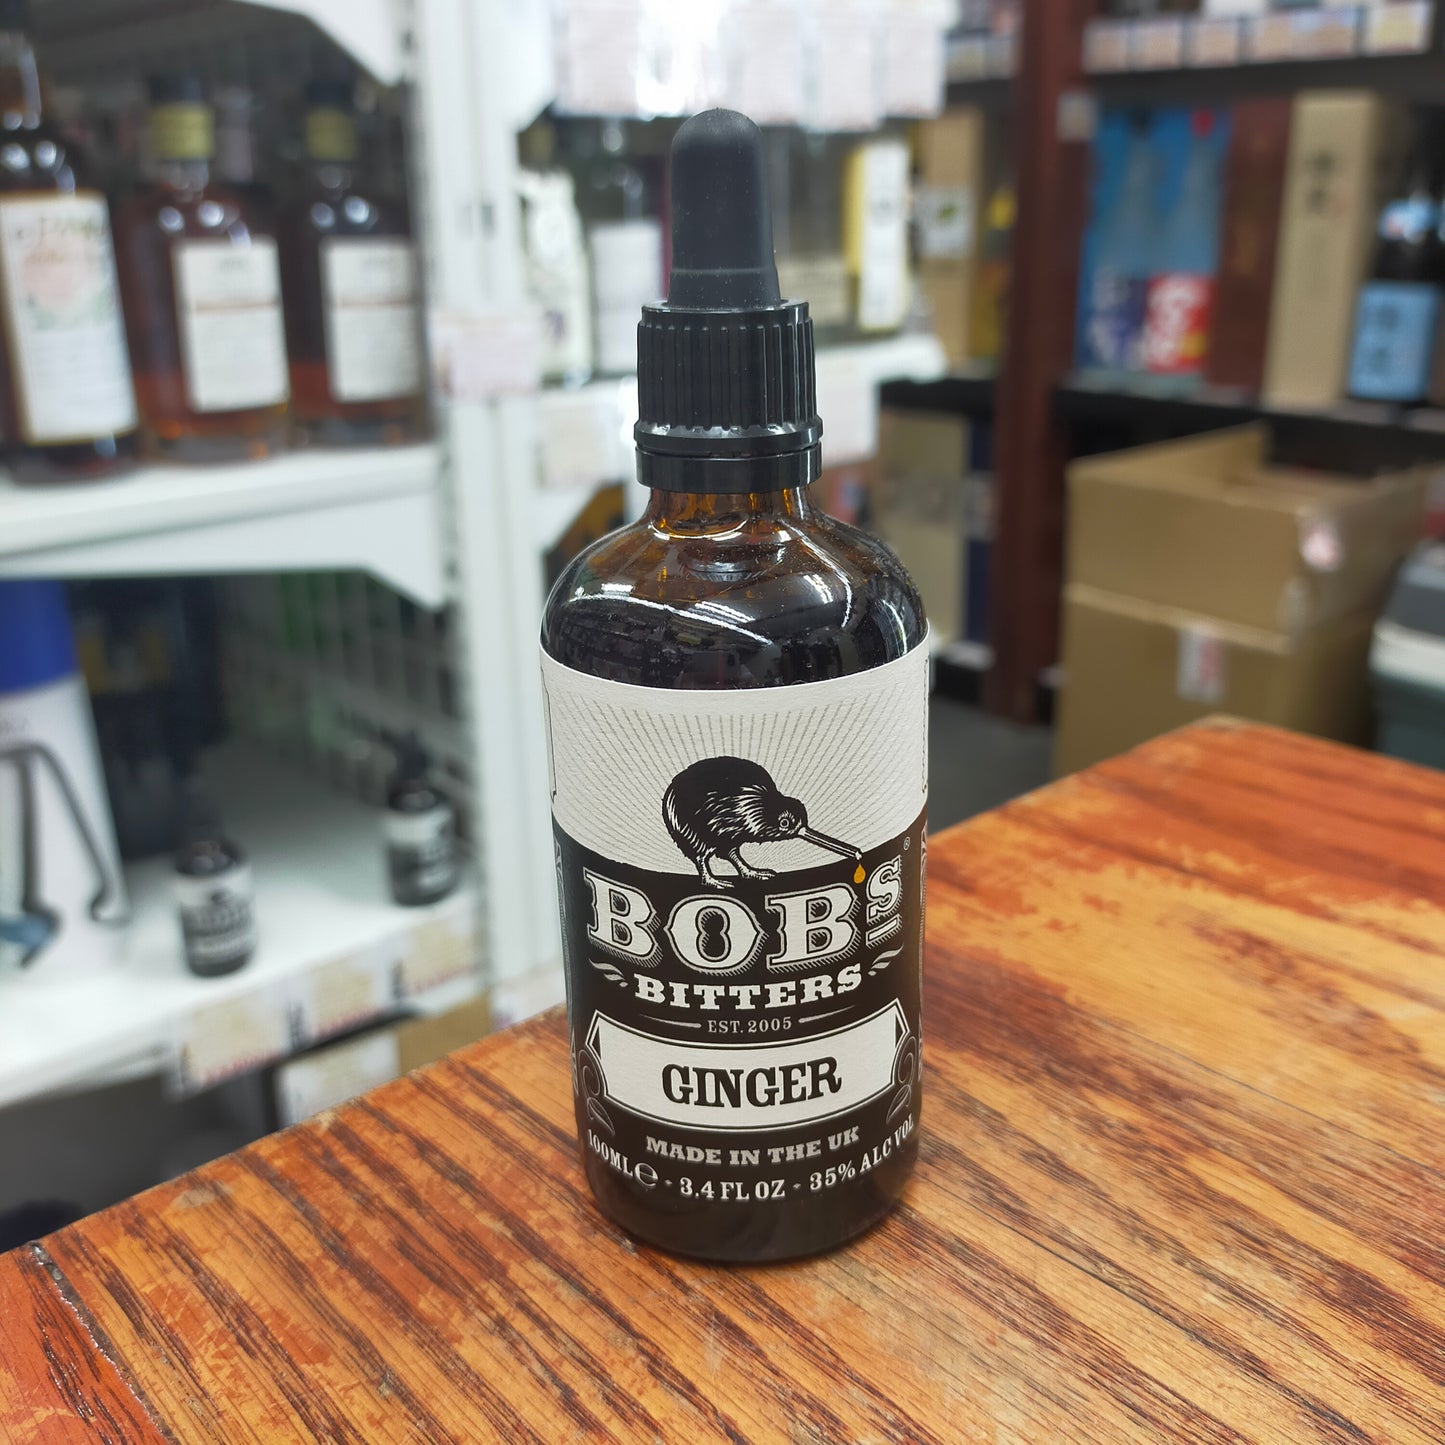 BOB's
®
BITTERS
EST. 2005
GINGER
MADE IN THE UK
100ML℮ - 3.4 FL OZ - 35% ALC VOL